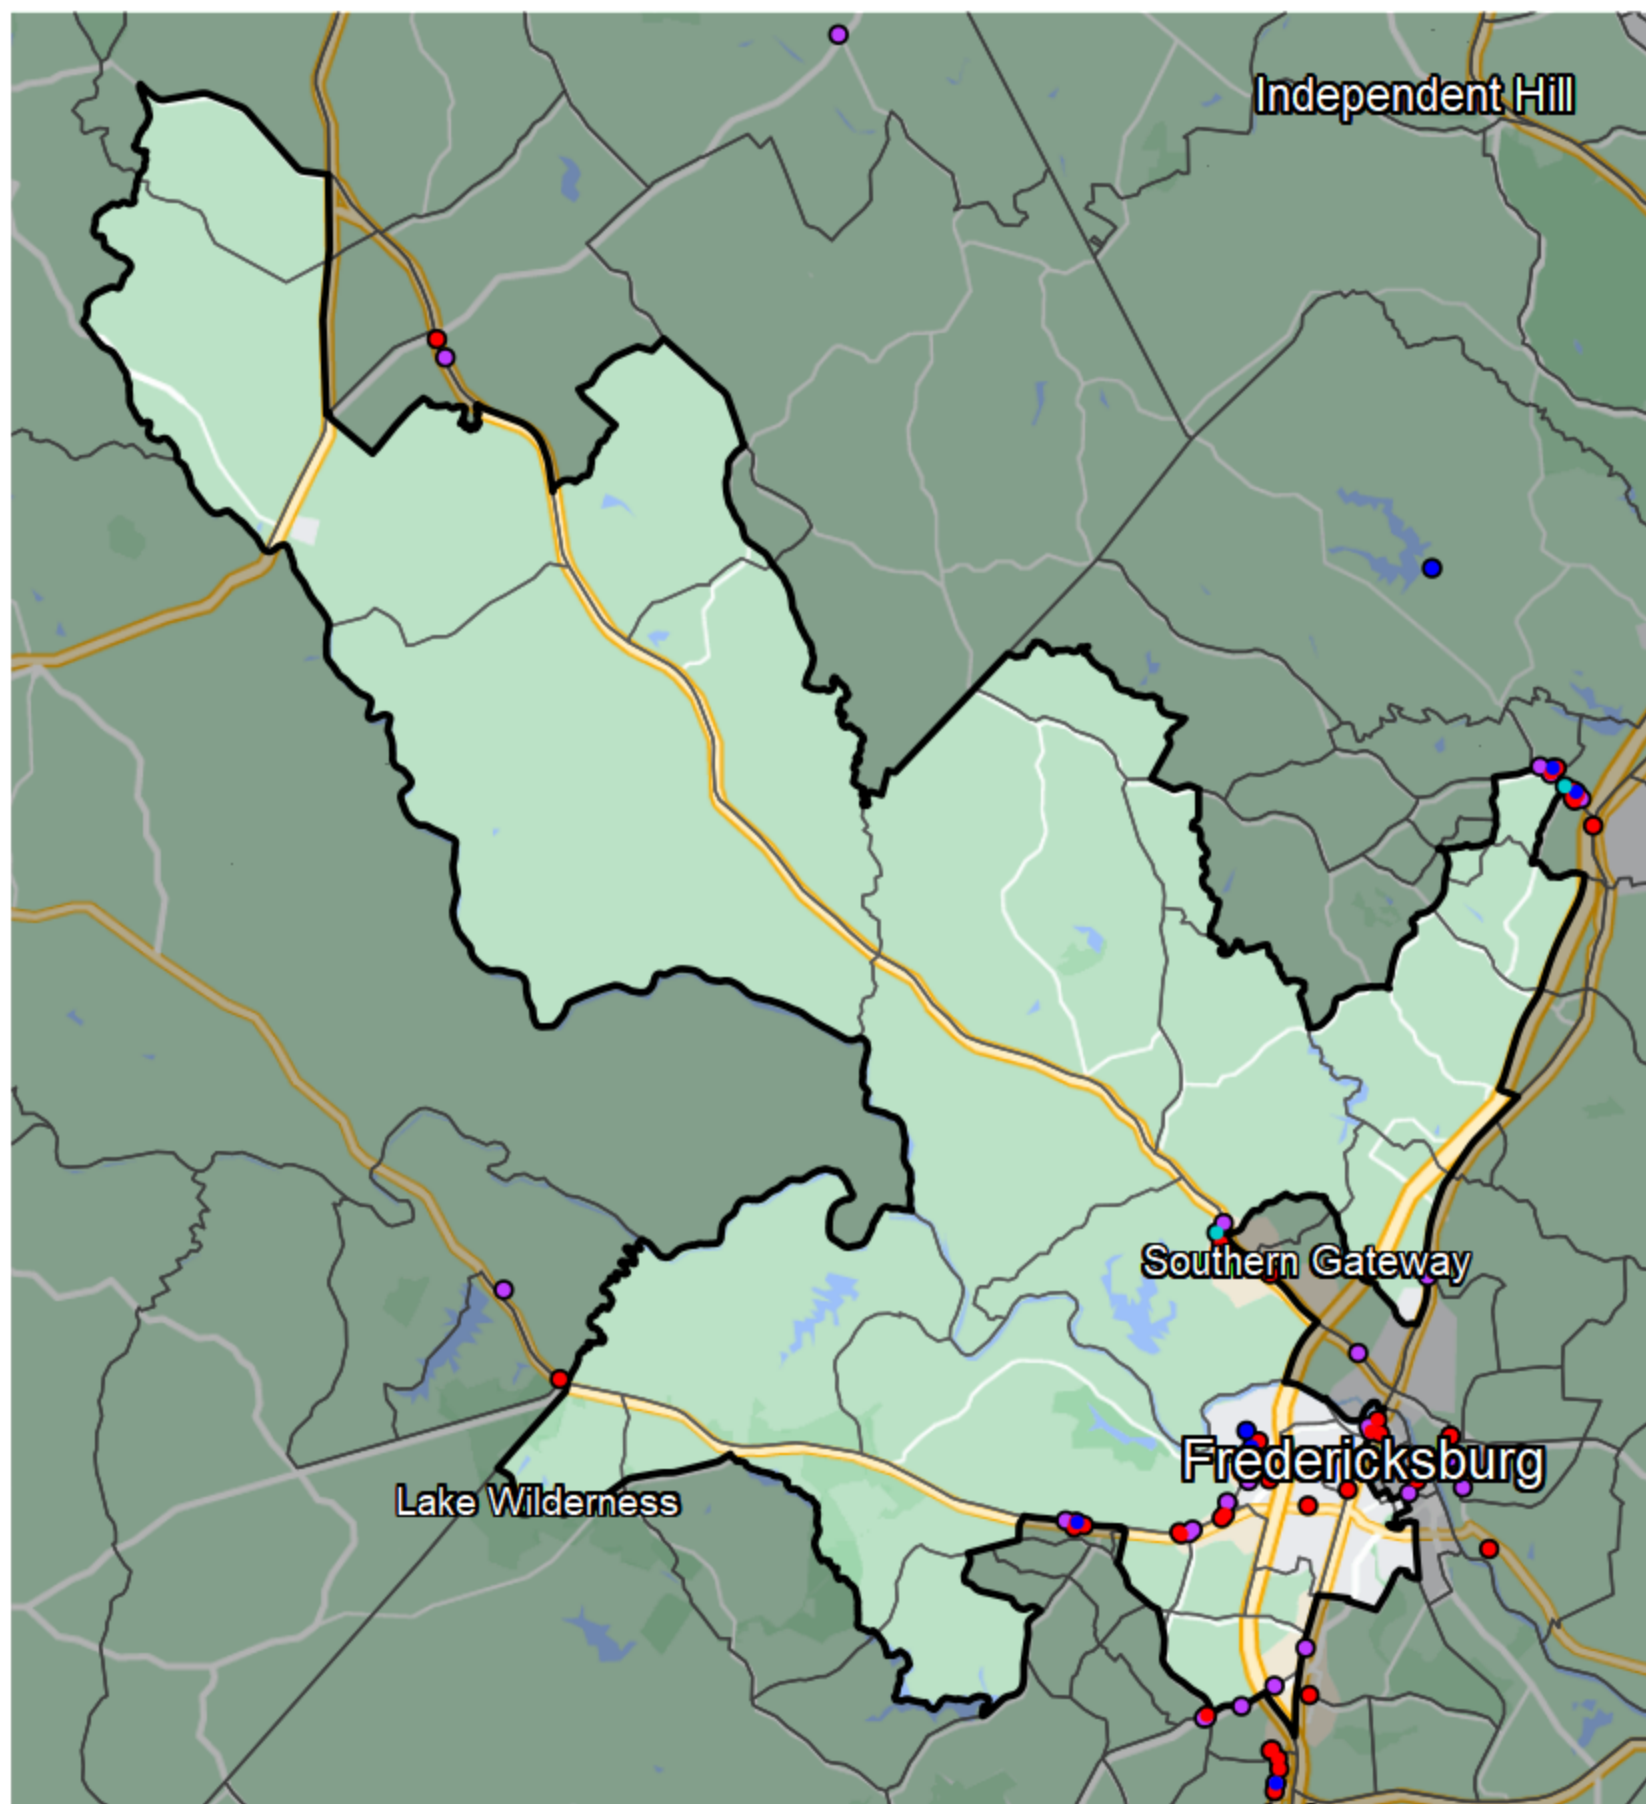 Independent Hill
Southern Gateway
Fredericksburg
Lake Wilderness